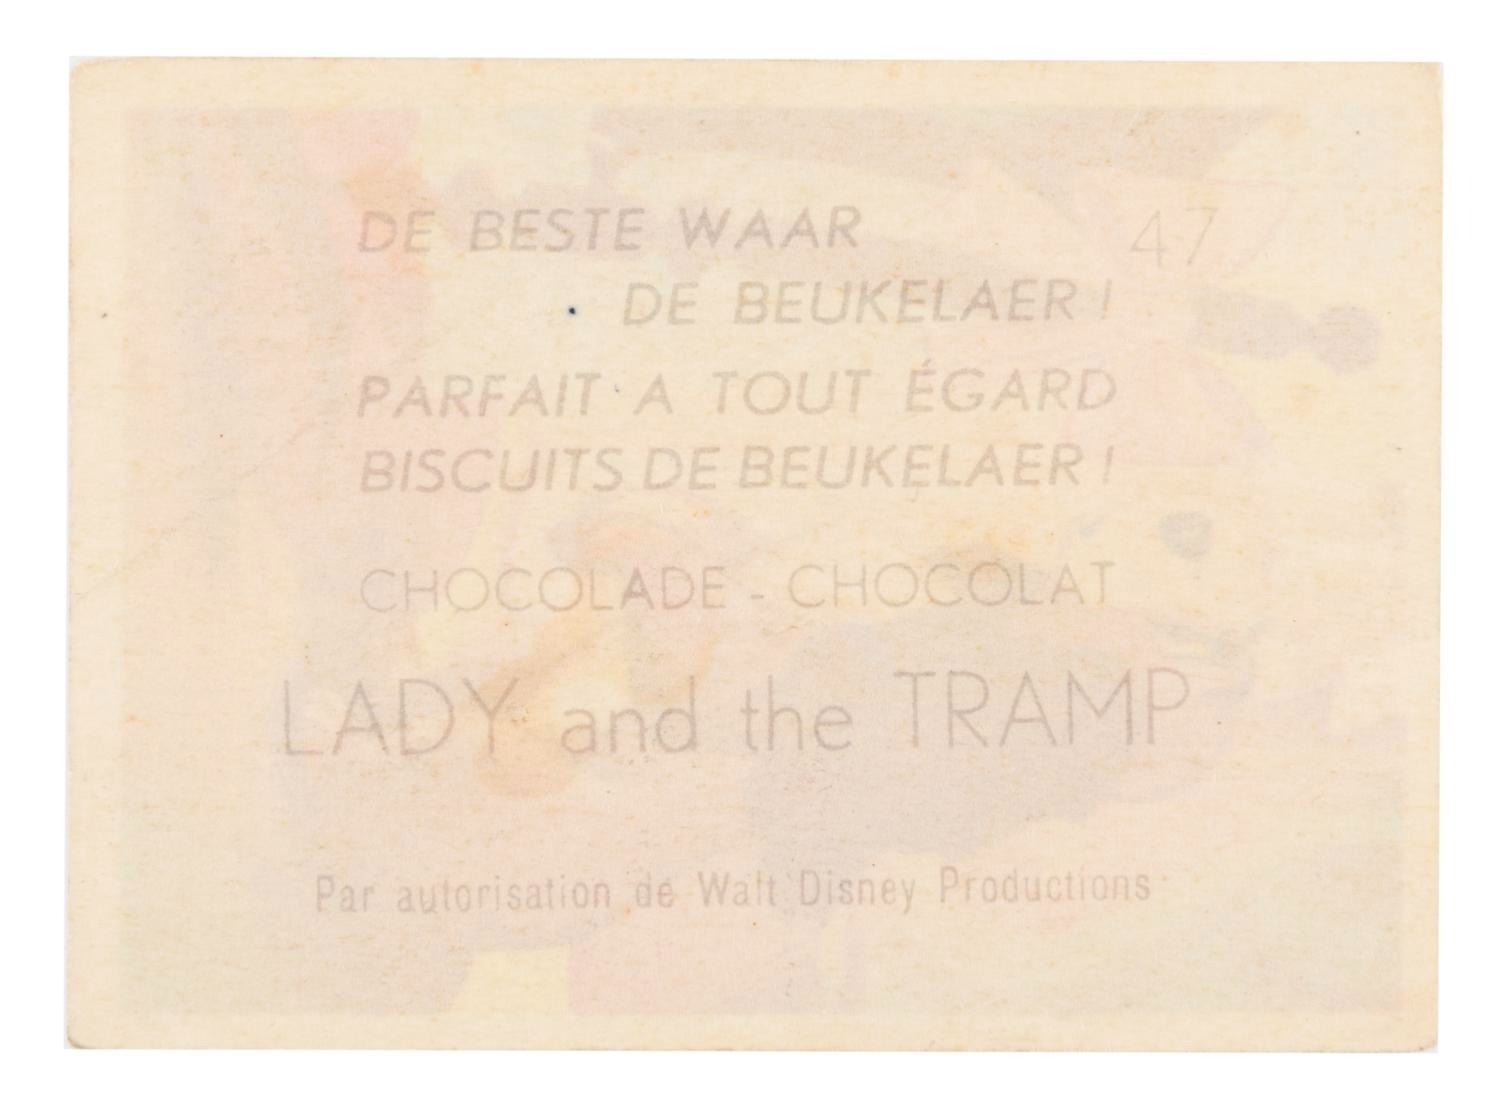 DE BESTE WAAR 47
DE BEUKELAER !
PARFAIT A TOUT ÉGARD
BISCUITS DE BEUKELAER !
CHOCOLADE - CHOCOLAT
LADY and the TRAMP
Par autorisation de Walt Disney Productions